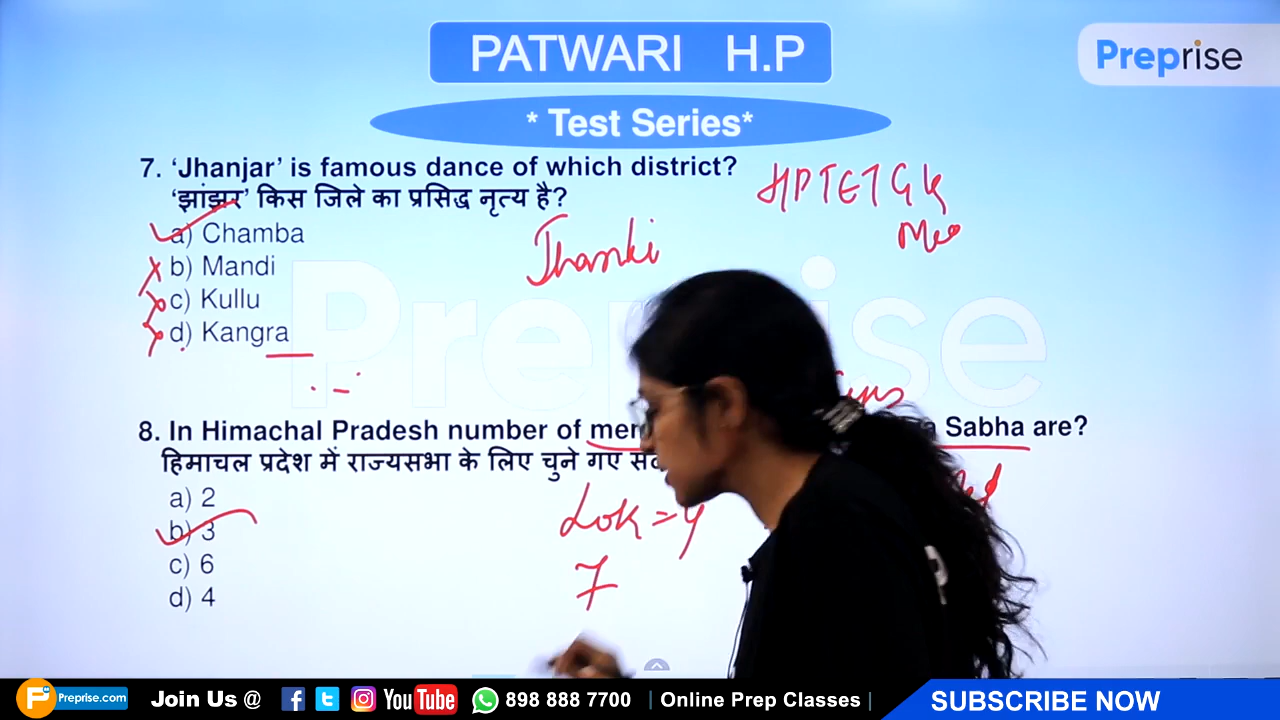 PATWARI H.P
Preprise
* Test Series*
7. ‘Jhanjar’ is famous dance of which district?
‘झांझर’ किस जिले का प्रसिद्ध नृत्य है?
HPTET GK
a) Chamba
Jhanki
b) Mandi
c) Kullu
d) Kangra
Preprise
8. In Himachal Pradesh number of Sabha are?
हिमाचल प्रदेश में राज्यसभा के लिए चुने गए
a) 2
b) 3
Lok = 4
c) 6
7
d) 4
Preprise.com Join Us @ YouTube 898 888 7700 | Online Prep Classes | SUBSCRIBE NOW